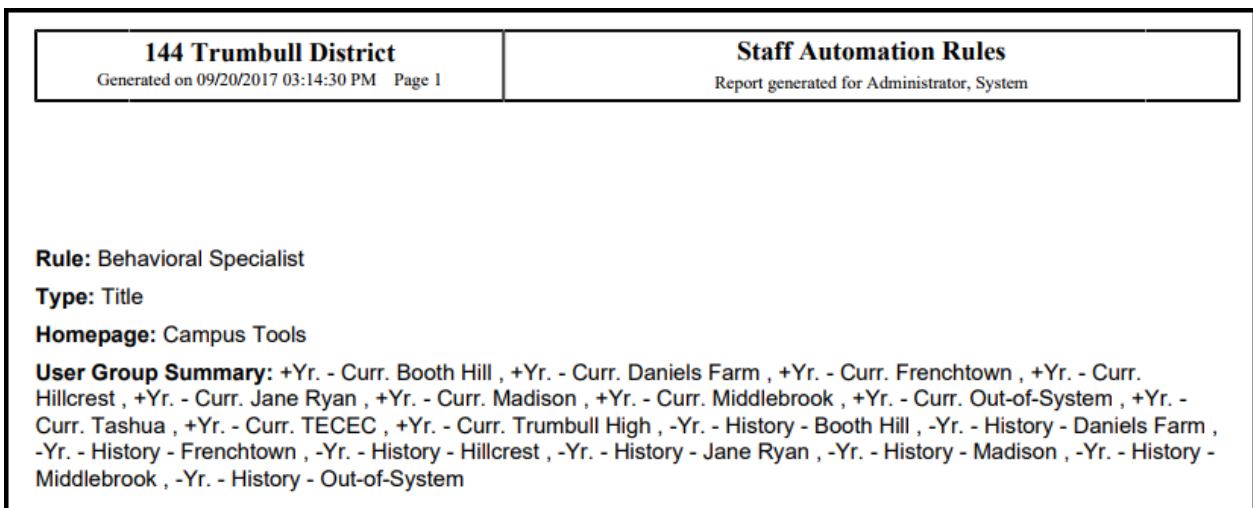 144 Trumbull District
Generated on 09/20/2017 03:14:30 PM Page 1
Staff Automation Rules
Report generated for Administrator, System
Rule: Behavioral Specialist
Type: Title
Homepage: Campus Tools
User Group Summary: +Yr. - Curr. Booth Hill , +Yr. - Curr. Daniels Farm , +Yr. - Curr. Frenchtown , +Yr. - Curr.
Hillcrest , +Yr. - Curr. Jane Ryan , +Yr. - Curr. Madison , +Yr. - Curr. Middlebrook , +Yr. - Curr. Out-of-System , +Yr. -
Curr. Tashua , +Yr. - Curr. TECEC , +Yr. - Curr. Trumbull High , -Yr. - History - Booth Hill , -Yr. - History - Daniels Farm ,
-Yr. - History - Frenchtown , -Yr. - History - Hillcrest , -Yr. - History - Jane Ryan , -Yr. - History - Madison , -Yr. - History -
Middlebrook , -Yr. - History - Out-of-System